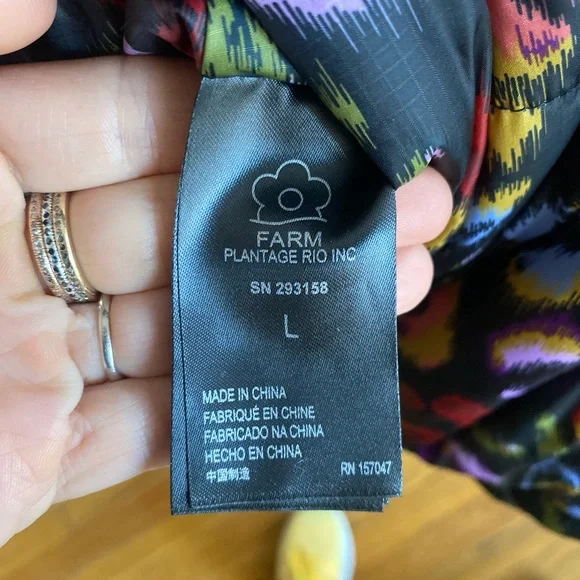 FARM
PLANTAGE RIO INC
SN 293158
L
MADE IN CHINA
FABRIQUÉ EN CHINE
FABRICADO NA CHINA
HECHO EN CHINA
中国制造 RN 157047